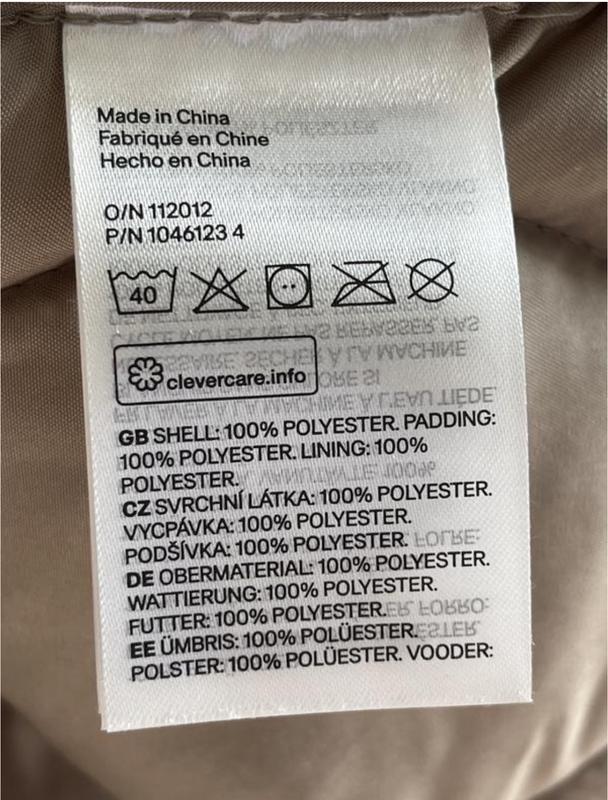 Made in China
Fabriqué en Chine
Hecho en China
O/N 112012
P/N 1046123 4
40
clevercare.info
GB SHELL: 100% POLYESTER. PADDING:
100% POLYESTER. LINING: 100%
POLYESTER.
CZ SVRCHNÍ LÁTKA: 100% POLYESTER.
VYCPÁVKA: 100% POLYESTER.
PODŠÍVKA: 100% POLYESTER.
DE OBERMATERIAL: 100% POLYESTER.
WATTIERUNG: 100% POLYESTER.
FUTTER: 100% POLYESTER.
EE ÜMBRIS: 100% POLÜESTER.
POLSTER: 100% POLÜESTER. VOODER: